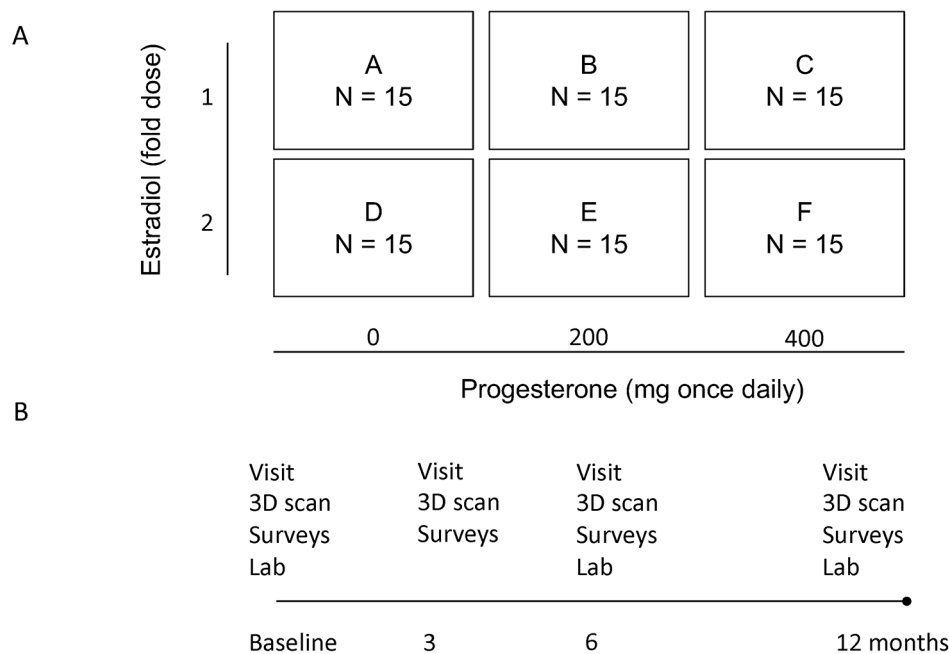 A
Estradiol (fold dose)
1
A
N = 15
B
N = 15
C
N = 15
2
D
N = 15
E
N = 15
F
N = 15
0 200 400
Progesterone (mg once daily)
B
Visit
3D scan
Surveys
Lab
Visit
3D scan
Surveys
Visit
3D scan
Surveys
Lab
Visit
3D scan
Surveys
Lab
Baseline 3 6 12 months